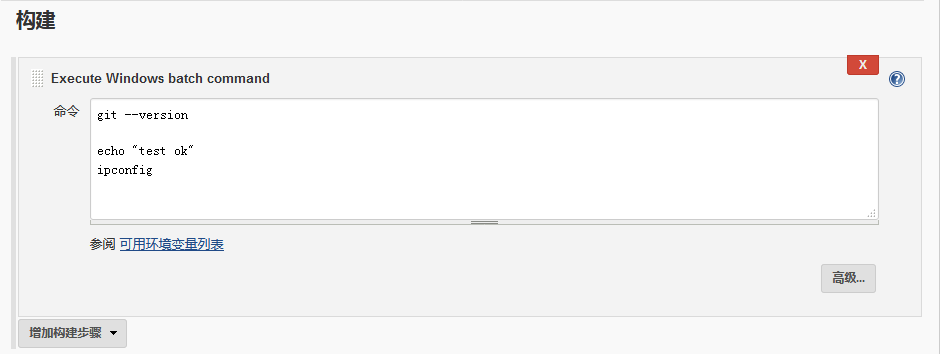 构建
Execute Windows batch command
X
命令
git --version
echo "test ok"
ipconfig
参阅 可用环境变量列表
高级...
增加构建步骤